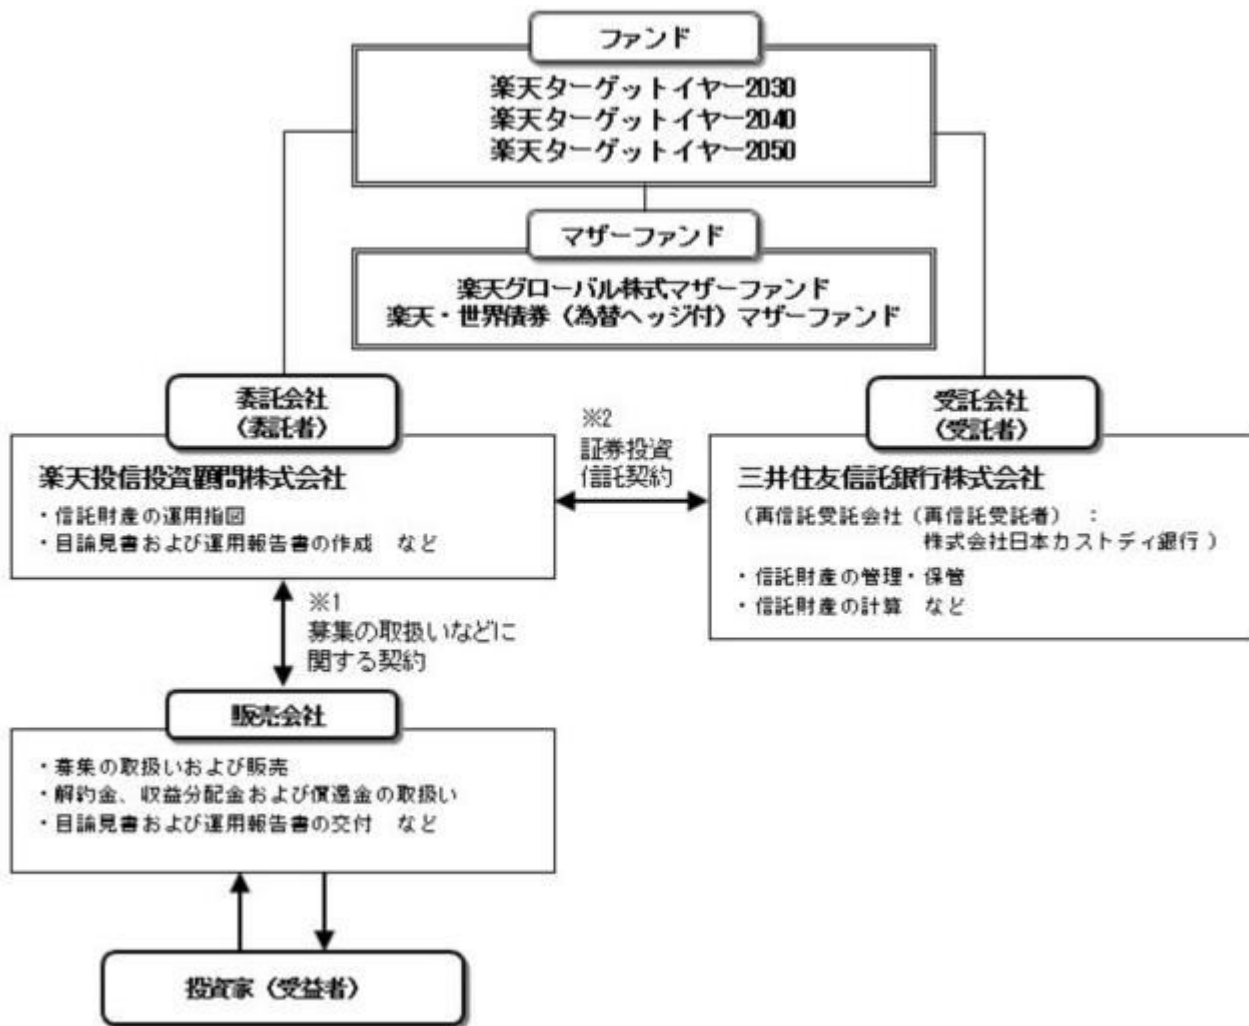 ファンド
楽天ターゲットイヤー2030
楽天ターゲットイヤー2040
楽天ターゲットイヤー2050
マザーファンド
楽天グローバル株式マザーファンド
楽天・世界債券（為替ヘッジ付）マザーファンド
委託会社
（委託者）
楽天投信投資顧問株式会社
・信託財産の運用指図
・目論見書および運用報告書の作成　など
※2
証券投資
信託契約
受託会社
（受託者）
三井住友信託銀行株式会社
（再信託受託会社（再信託受託者）　：
株式会社日本カストディ銀行 ）
・信託財産の管理・保管
・信託財産の計算　など
※1
募集の取扱いなどに
関する契約
販売会社
・募集の取扱いおよび販売
・解約金、収益分配金および償還金の取扱い
・目論見書および運用報告書の交付　など
投資家（受益者）